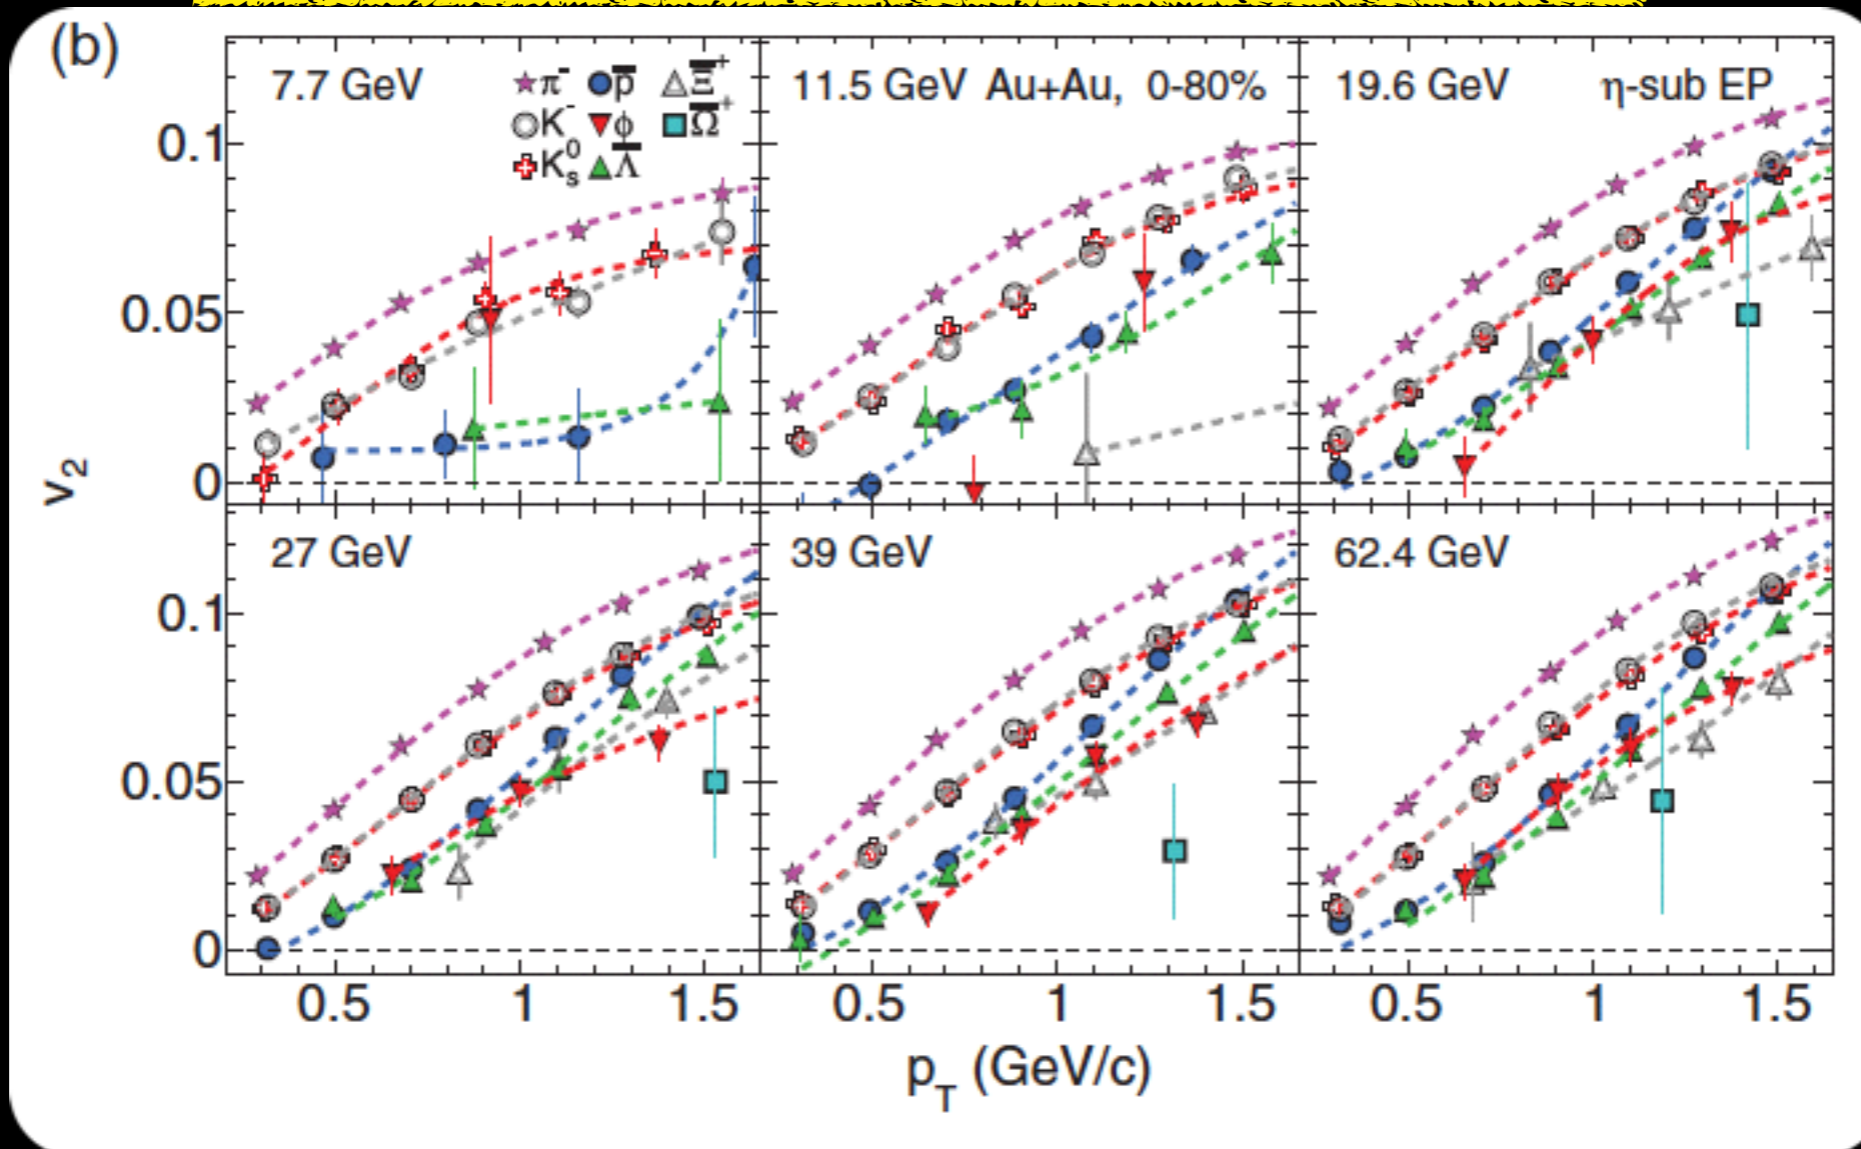 (b)
7.7 GeV
π⁻ p̅ Ξ̅⁺
K⁻ ϕ Ω̅⁺
K⁰ₛ Λ̅
11.5 GeV Au+Au, 0-80%
19.6 GeV η-sub EP
0.1
0.05
0
v₂
27 GeV
39 GeV
62.4 GeV
0.1
0.05
0
0.5 1 1.5 0.5 1 1.5 0.5 1 1.5
p_T (GeV/c)